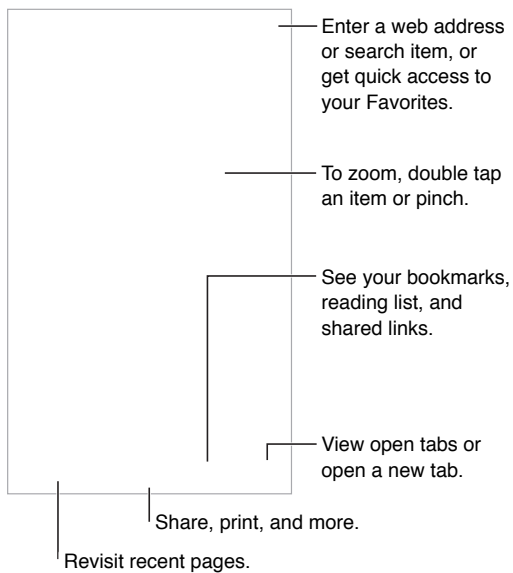 Enter a web address
or search item, or
get quick access to
your Favorites.
To zoom, double tap
an item or pinch.
See your bookmarks,
reading list, and
shared links.
View open tabs or
open a new tab.
Share, print, and more.
Revisit recent pages.